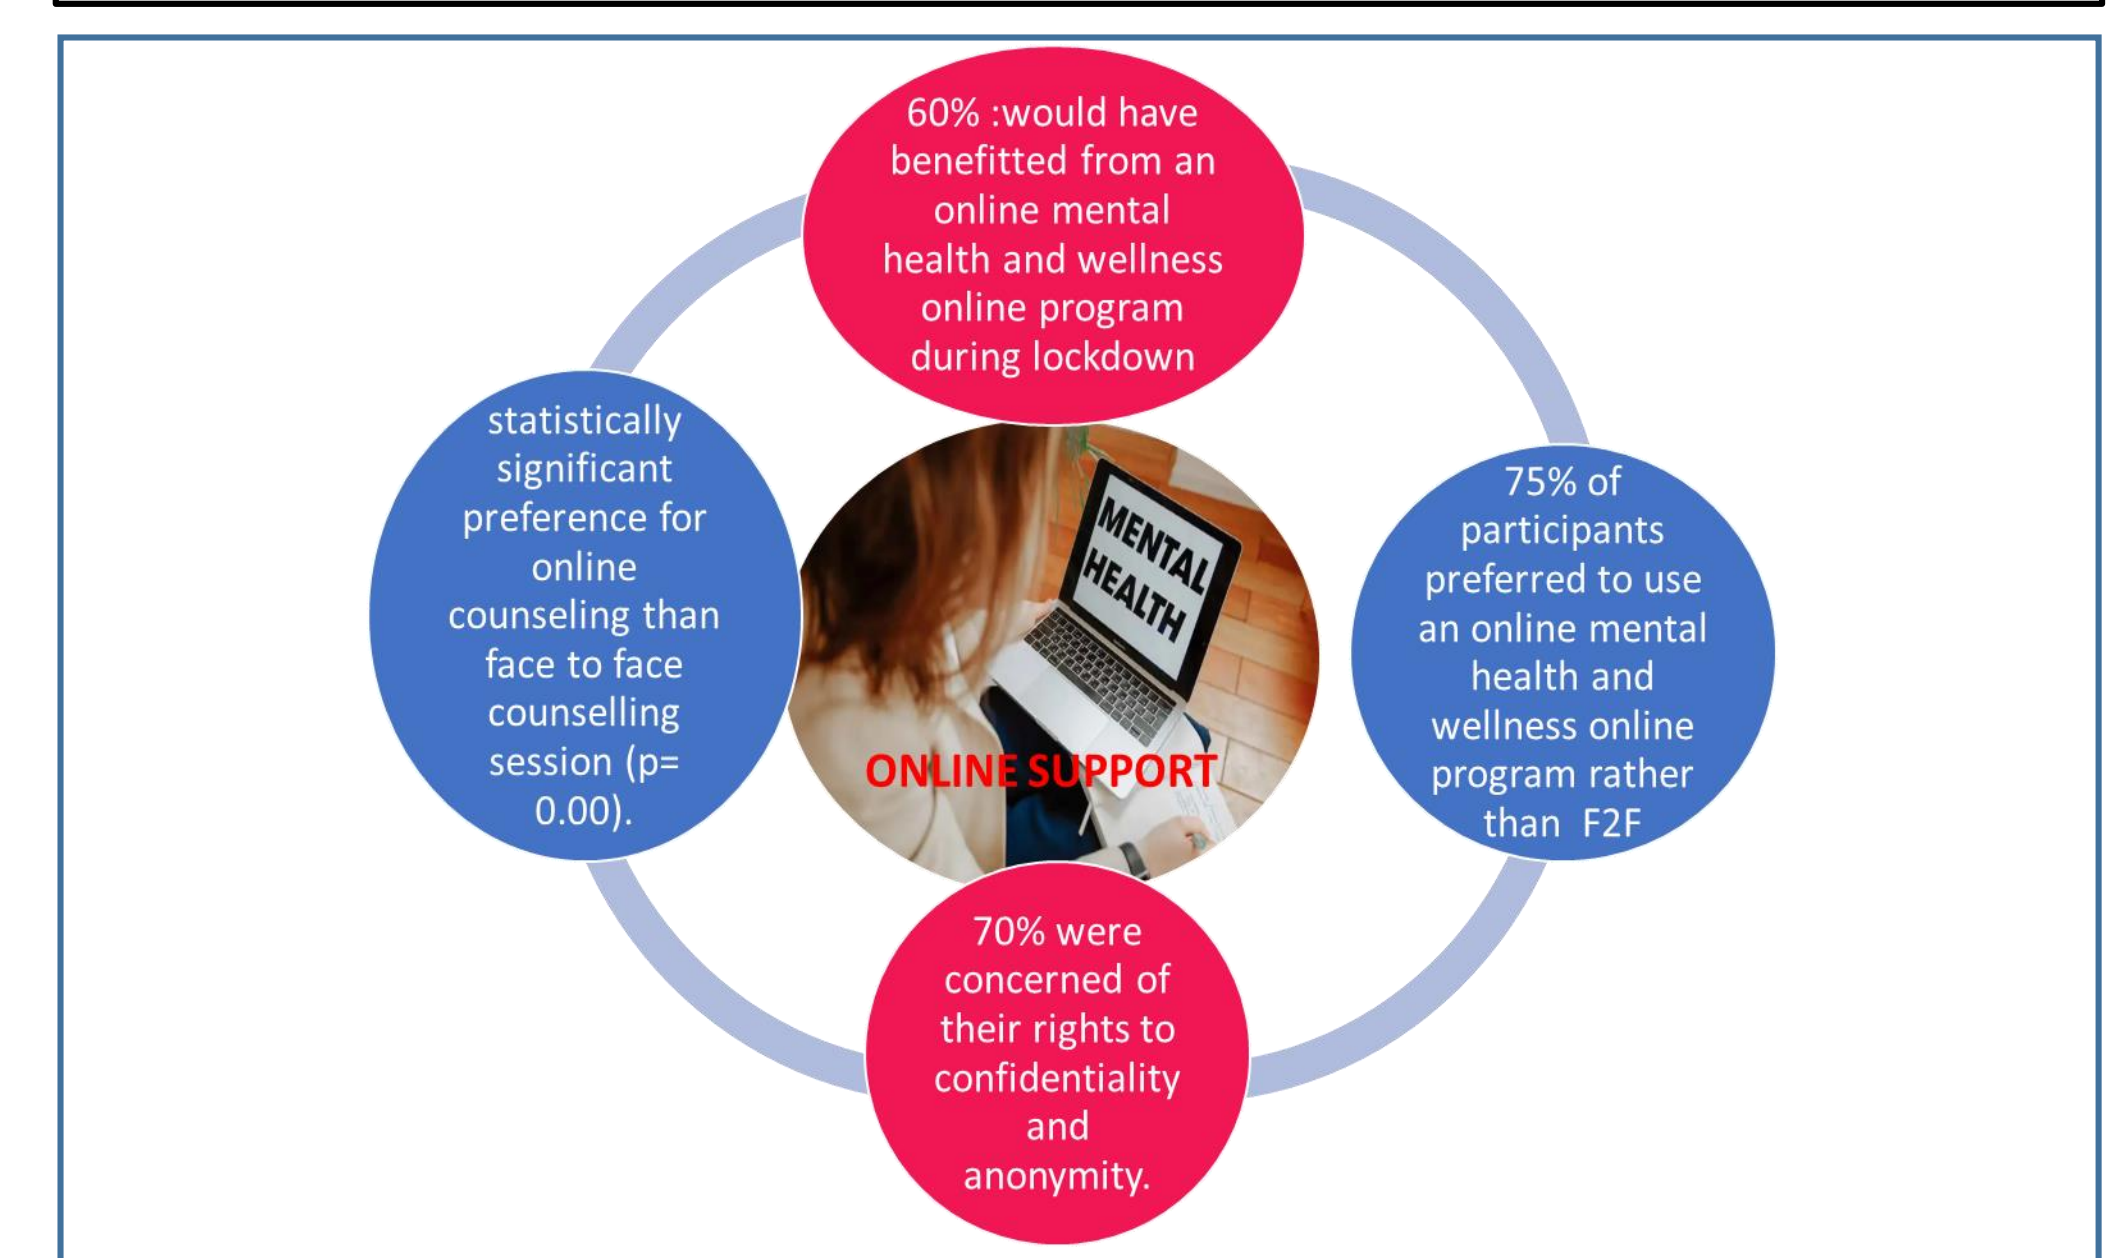 60% :would have
benefitted from an
online mental
health and wellness
online program
during lockdown
75% of
participants
preferred to use
an online mental
health and
wellness online
program rather
than F2F
70% were
concerned of
their rights to
confidentiality
and
anonymity.
statistically
significant
preference for
online
counseling than
face to face
counselling
session (p=
0.00).
MENTAL
HEALTH
ONLINE SUPPORT